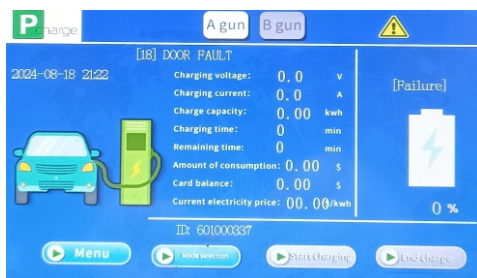 P charge
A gun
B gun
[18] DOOR FAULT
2024-08-18 21:22
Charging voltage: 0.0 V
Charging current: 0.0 A
Charge capacity: 0.00 kwh
Charging time: 0 min
Remaining time: 0 min
Amount of consumption: 0.00 $
Card balance: 0.00 $
Current electricity price: 00.00$/kwh
[Failure]
0 %
ID: 601000337
Menu
Mode selection
Start charging
End charge